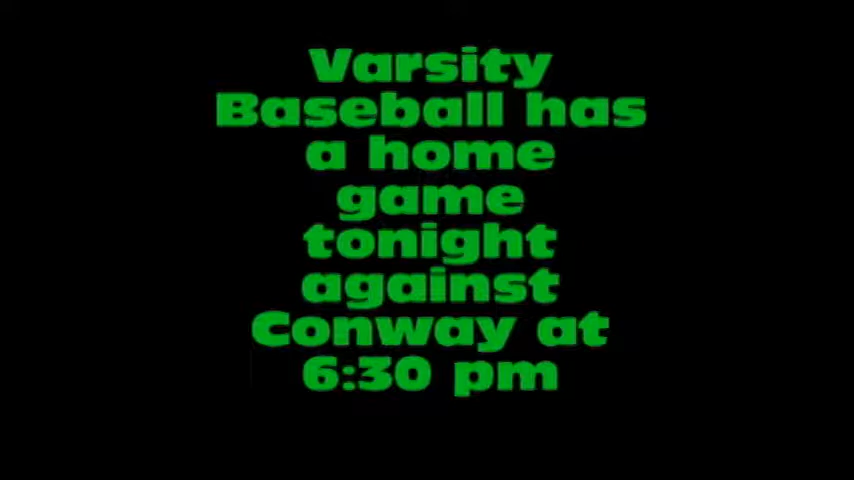 Varsity
Baseball has
a home
game
tonight
against
Conway at
6:30 pm